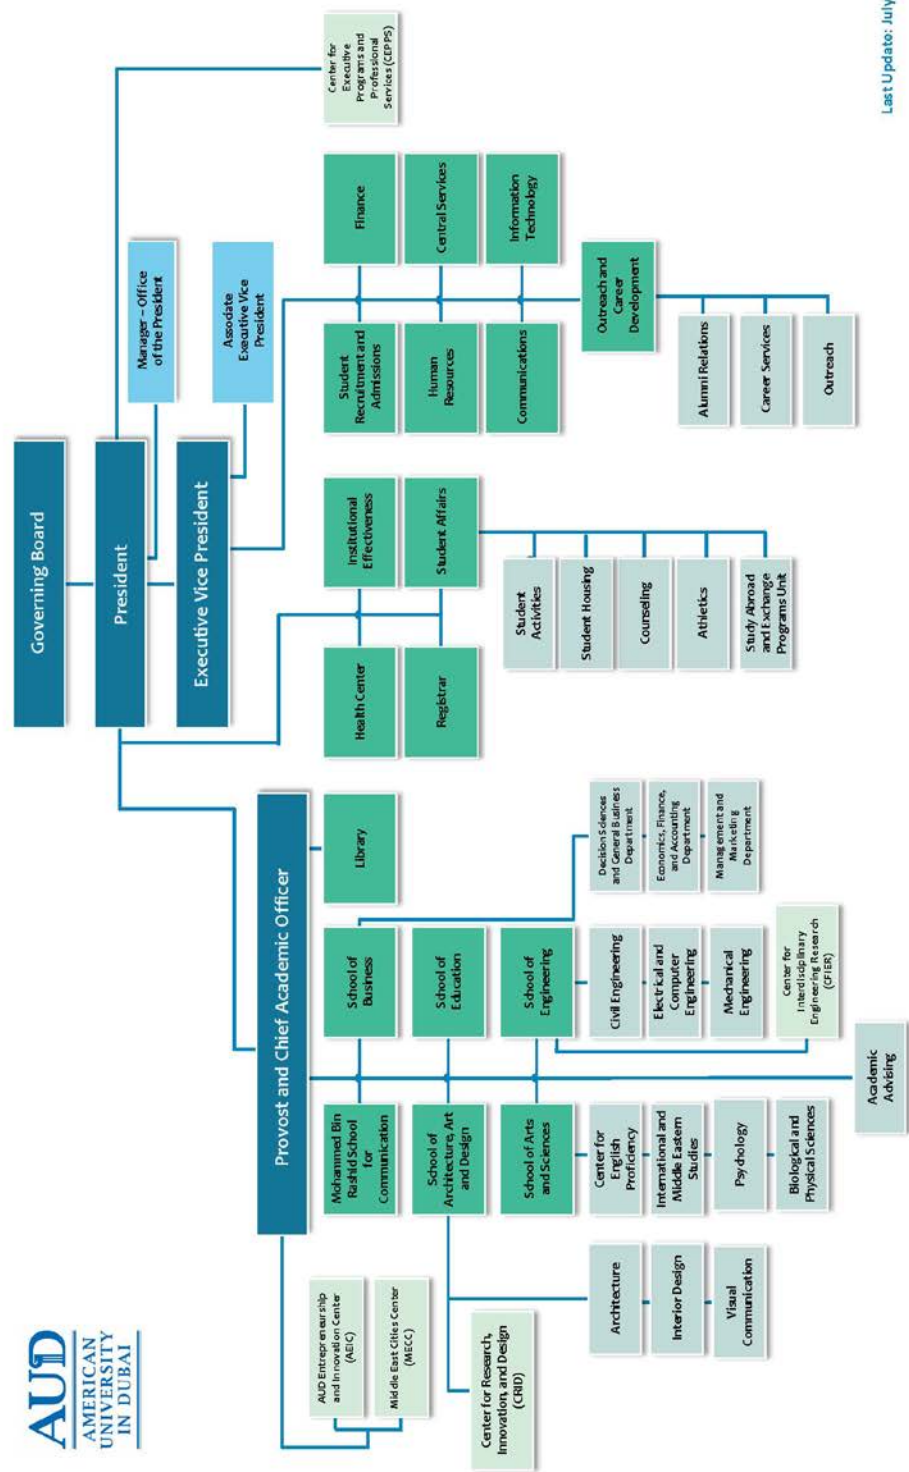 AUD
AMERICAN
UNIVERSITY
IN DUBAI
Governing Board
President
Manager – Office
of the President
Executive Vice President
Associate
Executive Vice
President
Provost and Chief Academic Officer
AUD Entrepreneurship
and Innovation Center
(AEIC)
Middle East Cities Center
(MECC)
Mohammed Bin
Rashid School
for
Communication
School of
Business
Library
Health Center
Institutional
Effectiveness
Student
Recruitment and
Admissions
Finance
Center for
Executive
Programs and
Professional
Services (CEPPS)
School of
Architecture, Art
and Design
School of
Education
Registrar
Student Affairs
Human
Resources
Central Services
Center for Research,
Innovation, and Design
(CRID)
School of Arts
and Sciences
School of
Engineering
Communications
Information
Technology
Architecture
Interior Design
Visual
Communication
Center for
English
Proficiency
International and
Middle Eastern
Studies
Psychology
Biological and
Physical Sciences
Civil Engineering
Electrical and
Computer
Engineering
Mechanical
Engineering
Center for
Interdisciplinary
Engineering Research
(CFIER)
Decision Sciences
and General Business
Department
Economics, Finance,
and Accounting
Department
Management and
Marketing
Department
Student
Activities
Student Housing
Counseling
Athletics
Study Abroad
and Exchange
Programs Unit
Outreach and
Career
Development
Alumni Relations
Career Services
Outreach
Academic
Advising
Last Update: July